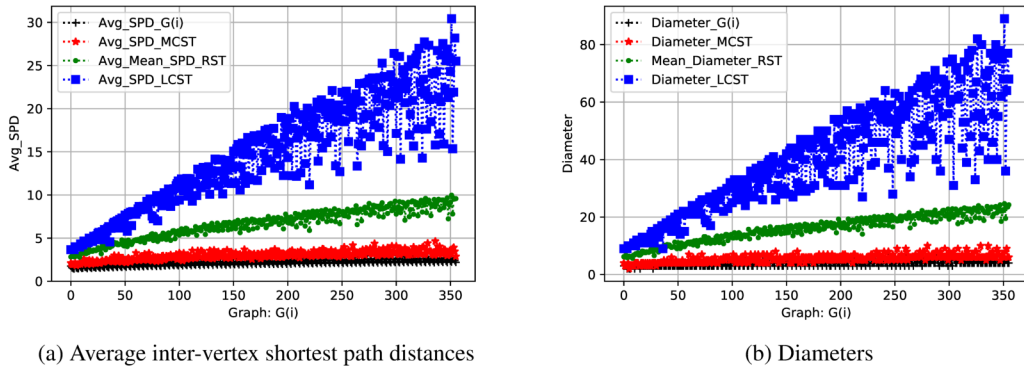 Avg_SPD_G(i)
Avg_SPD_MCST
Avg_Mean_SPD_RST
Avg_SPD_LCST
30
25
20
15
10
5
0
Avg_SPD
0 50 100 150 200 250 300 350
Graph: G(i)
(a) Average inter-vertex shortest path distances
Diameter_G(i)
Diameter_MCST
Mean_Diameter_RST
Diameter_LCST
80
60
40
20
0
Diameter
0 50 100 150 200 250 300 350
Graph: G(i)
(b) Diameters